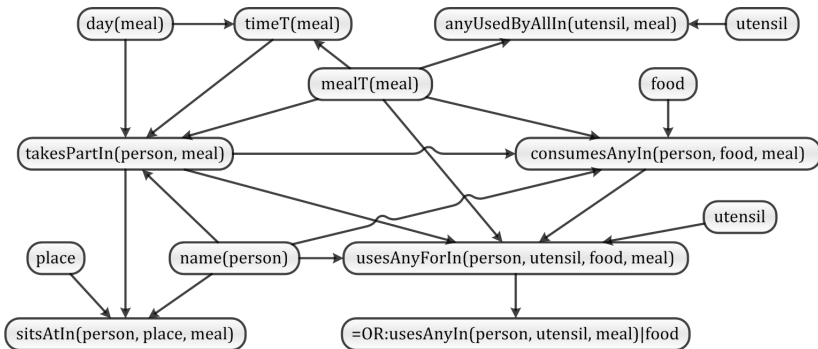 day(meal)
timeT(meal)
anyUsedByAllIn(utensil, meal)
utensil
mealT(meal)
food
takesPartIn(person, meal)
consumesAnyIn(person, food, meal)
utensil
place
name(person)
usesAnyForIn(person, utensil, food, meal)
sitsAtIn(person, place, meal)
=OR:usesAnyIn(person, utensil, meal)|food